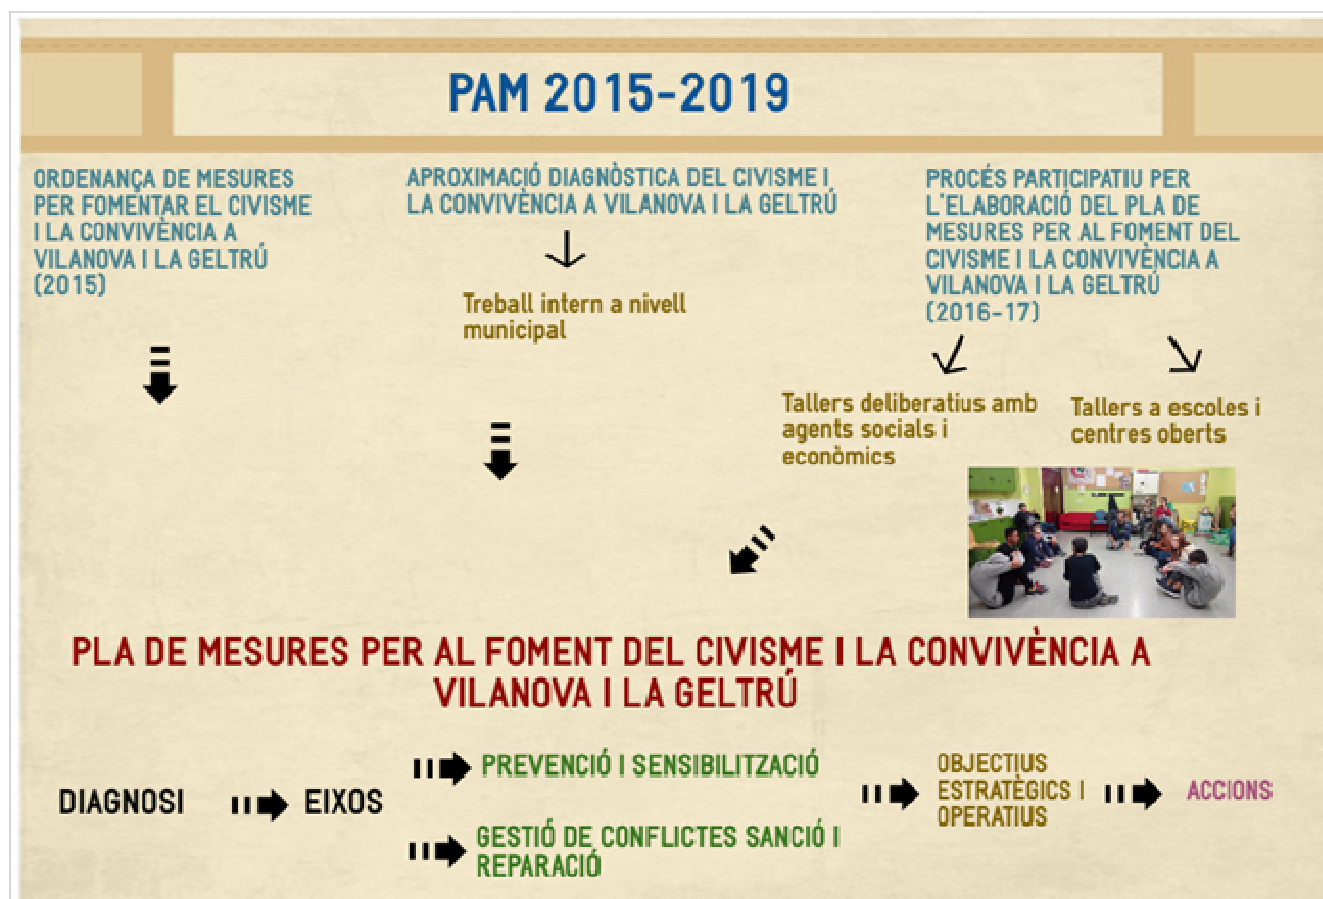 PAM 2015-2019
ORDENANÇA DE MESURES
PER FOMENTAR EL CIVISME
I LA CONVIVÈNCIA A
VILANOVA I LA GELTRÚ
(2015)
APROXIMACIÓ DIAGNÒSTICA DEL CIVISME I
LA CONVIVÈNCIA A VILANOVA I LA GELTRÚ
Treball intern a nivell
municipal
PROCÉS PARTICIPATIU PER
L'ELABORACIÓ DEL PLA DE
MESURES PER AL FOMENT DEL
CIVISME I LA CONVIVÈNCIA A
VILANOVA I LA GELTRÚ
(2016-17)
Tallers deliberatius amb
agents socials i
econòmics
Tallers a escoles i
centres oberts
PLA DE MESURES PER AL FOMENT DEL CIVISME I LA CONVIVÈNCIA A
VILANOVA I LA GELTRÚ
DIAGNOSI
EIXOS
PREVENCIÓ I SENSIBILITZACIÓ
GESTIÓ DE CONFLICTES SANCIÓ I
REPARACIÓ
OBJECTIUS
ESTRATÈGICS I
OPERATIUS
ACCIONS